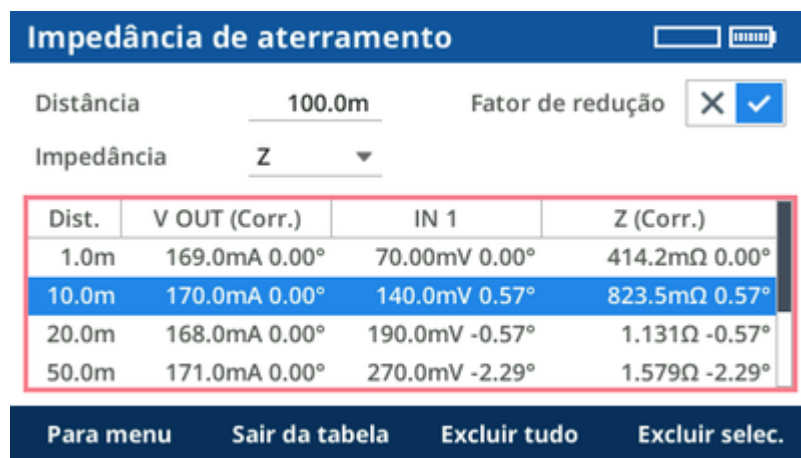 Impedância de aterramento
Distância 100.0m Fator de redução
Impedância Z
Dist. V OUT (Corr.) IN 1 Z (Corr.)
1.0m 169.0mA 0.00° 70.00mV 0.00° 414.2mΩ 0.00°
10.0m 170.0mA 0.00° 140.0mV 0.57° 823.5mΩ 0.57°
20.0m 168.0mA 0.00° 190.0mV -0.57° 1.131Ω -0.57°
50.0m 171.0mA 0.00° 270.0mV -2.29° 1.579Ω -2.29°
Para menu Sair da tabela Excluir tudo Excluir selec.